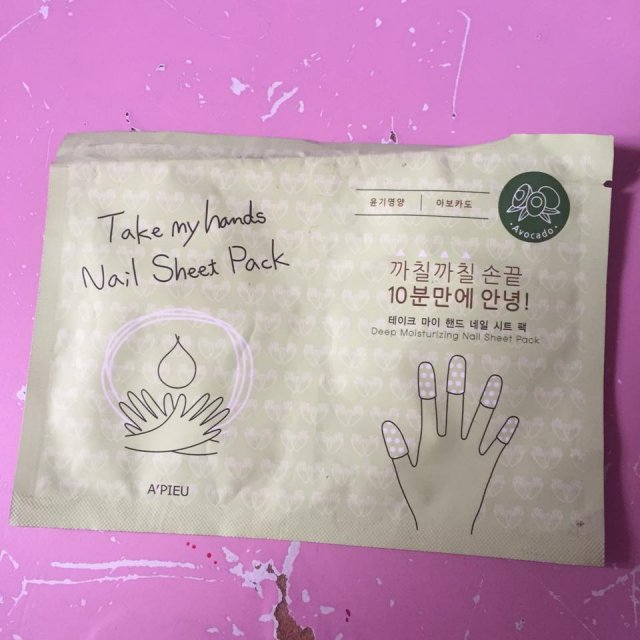 Take my hands
Nail Sheet Pack
A'PIEU
윤기영양 | 아보카도
·Avocado·
까칠까칠 손끝
10분만에 안녕!
테이크 마이 핸드 네일 시트 팩
Deep Moisturizing Nail Sheet Pack